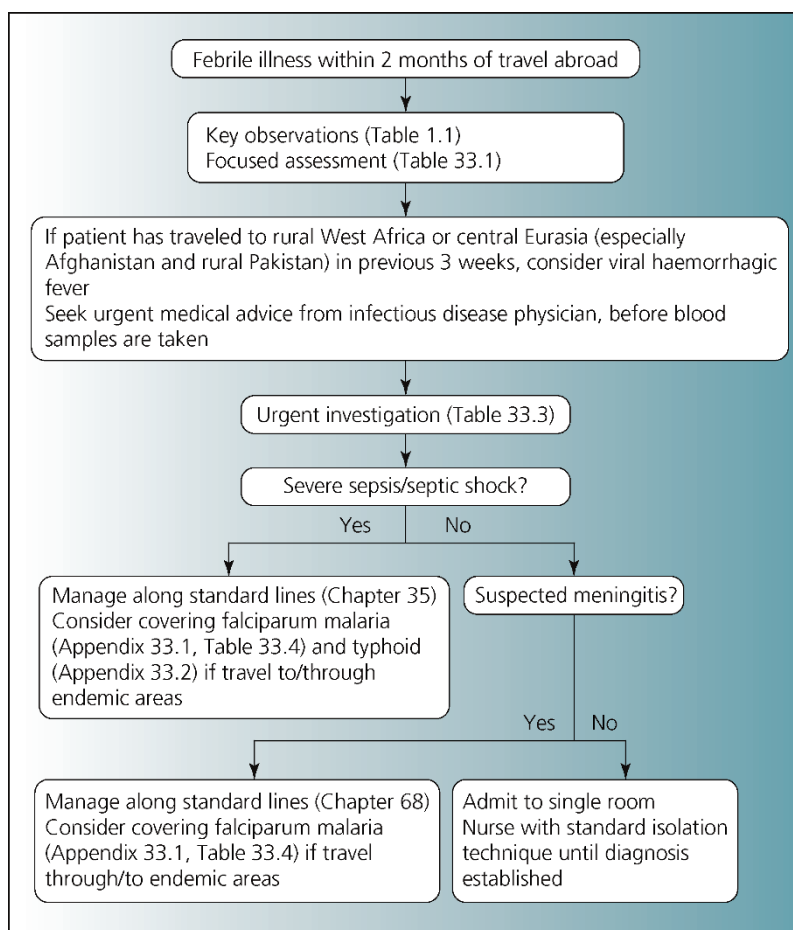 Febrile illness within 2 months of travel abroad
Key observations (Table 1.1)
Focused assessment (Table 33.1)
If patient has traveled to rural West Africa or central Eurasia (especially
Afghanistan and rural Pakistan) in previous 3 weeks, consider viral haemorrhagic
fever
Seek urgent medical advice from infectious disease physician, before blood
samples are taken
Urgent investigation (Table 33.3)
Severe sepsis/septic shock?
Yes No
Manage along standard lines (Chapter 35)
Consider covering falciparum malaria
(Appendix 33.1, Table 33.4) and typhoid
(Appendix 33.2) if travel to/through
endemic areas
Suspected meningitis?
Yes No
Manage along standard lines (Chapter 68)
Consider covering falciparum malaria
(Appendix 33.1, Table 33.4) if travel
through/to endemic areas
Admit to single room
Nurse with standard isolation
technique until diagnosis
established